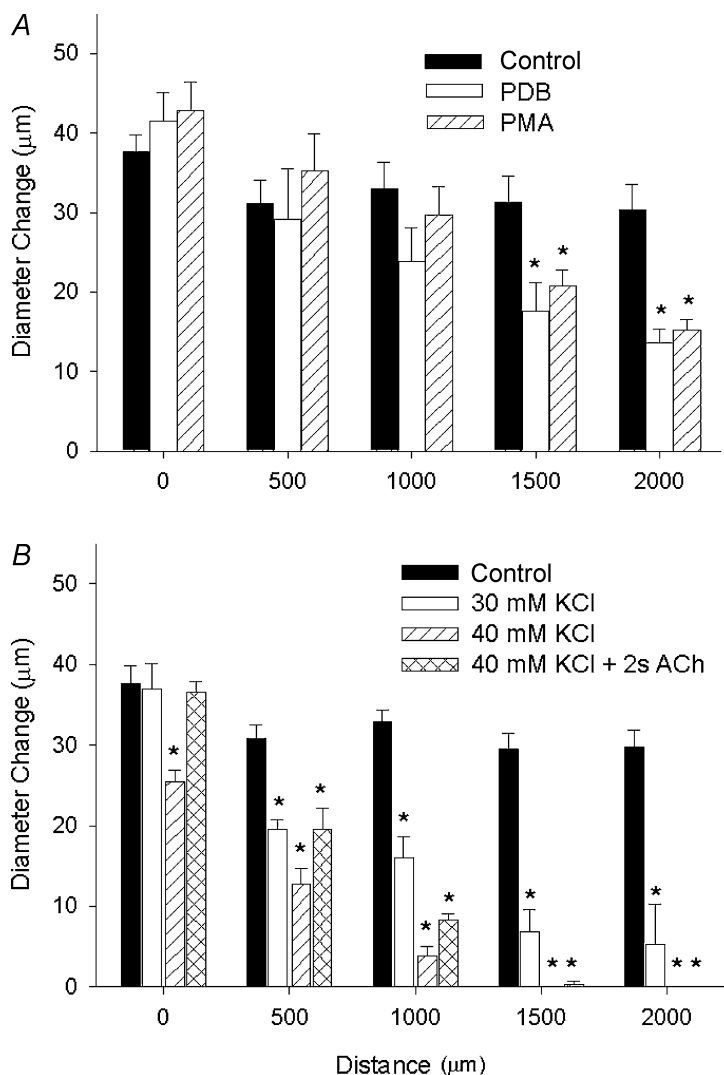 A
50
40
30
20
10
0
Diameter Change (μm)
Control
PDB
PMA
* *
* *
0 500 1000 1500 2000
B
50
40
30
20
10
0
Diameter Change (μm)
Control
30 mM KCl
40 mM KCl
40 mM KCl + 2s ACh
*
* * *
* * *
* * *
* * *
0 500 1000 1500 2000
Distance (μm)